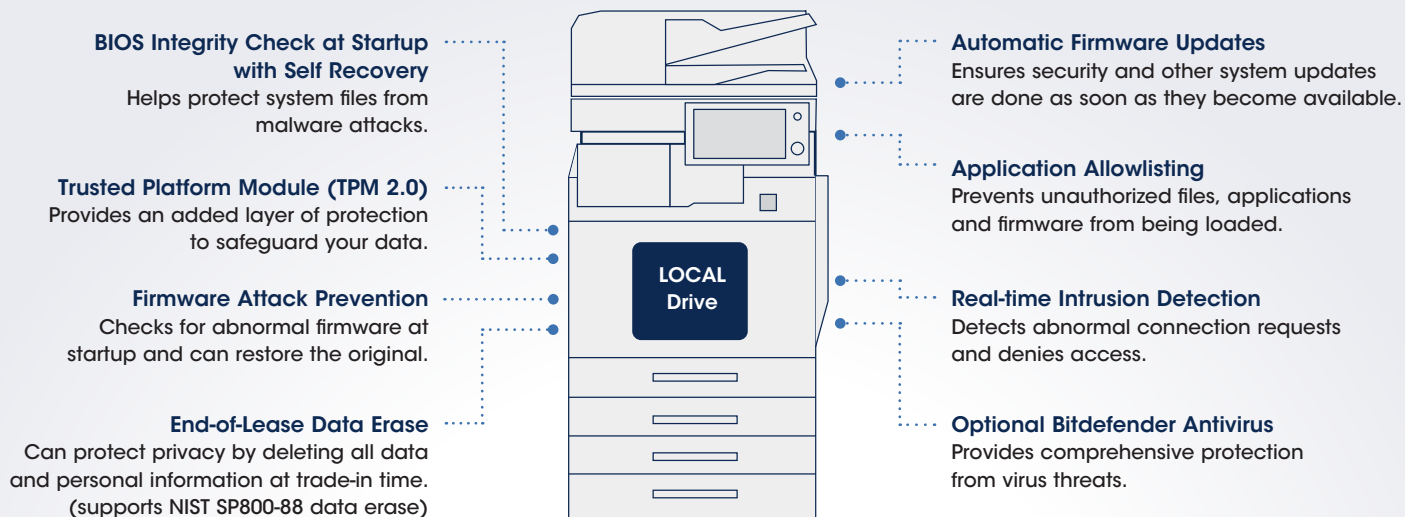 BIOS Integrity Check at Startup
with Self Recovery
Helps protect system files from
malware attacks.
Trusted Platform Module (TPM 2.0)
Provides an added layer of protection
to safeguard your data.
Firmware Attack Prevention
Checks for abnormal firmware at
startup and can restore the original.
End-of-Lease Data Erase
Can protect privacy by deleting all data
and personal information at trade-in time.
(supports NIST SP800-88 data erase)
LOCAL
Drive
Automatic Firmware Updates
Ensures security and other system updates
are done as soon as they become available.
Application Allowlisting
Prevents unauthorized files, applications
and firmware from being loaded.
Real-time Intrusion Detection
Detects abnormal connection requests
and denies access.
Optional Bitdefender Antivirus
Provides comprehensive protection
from virus threats.